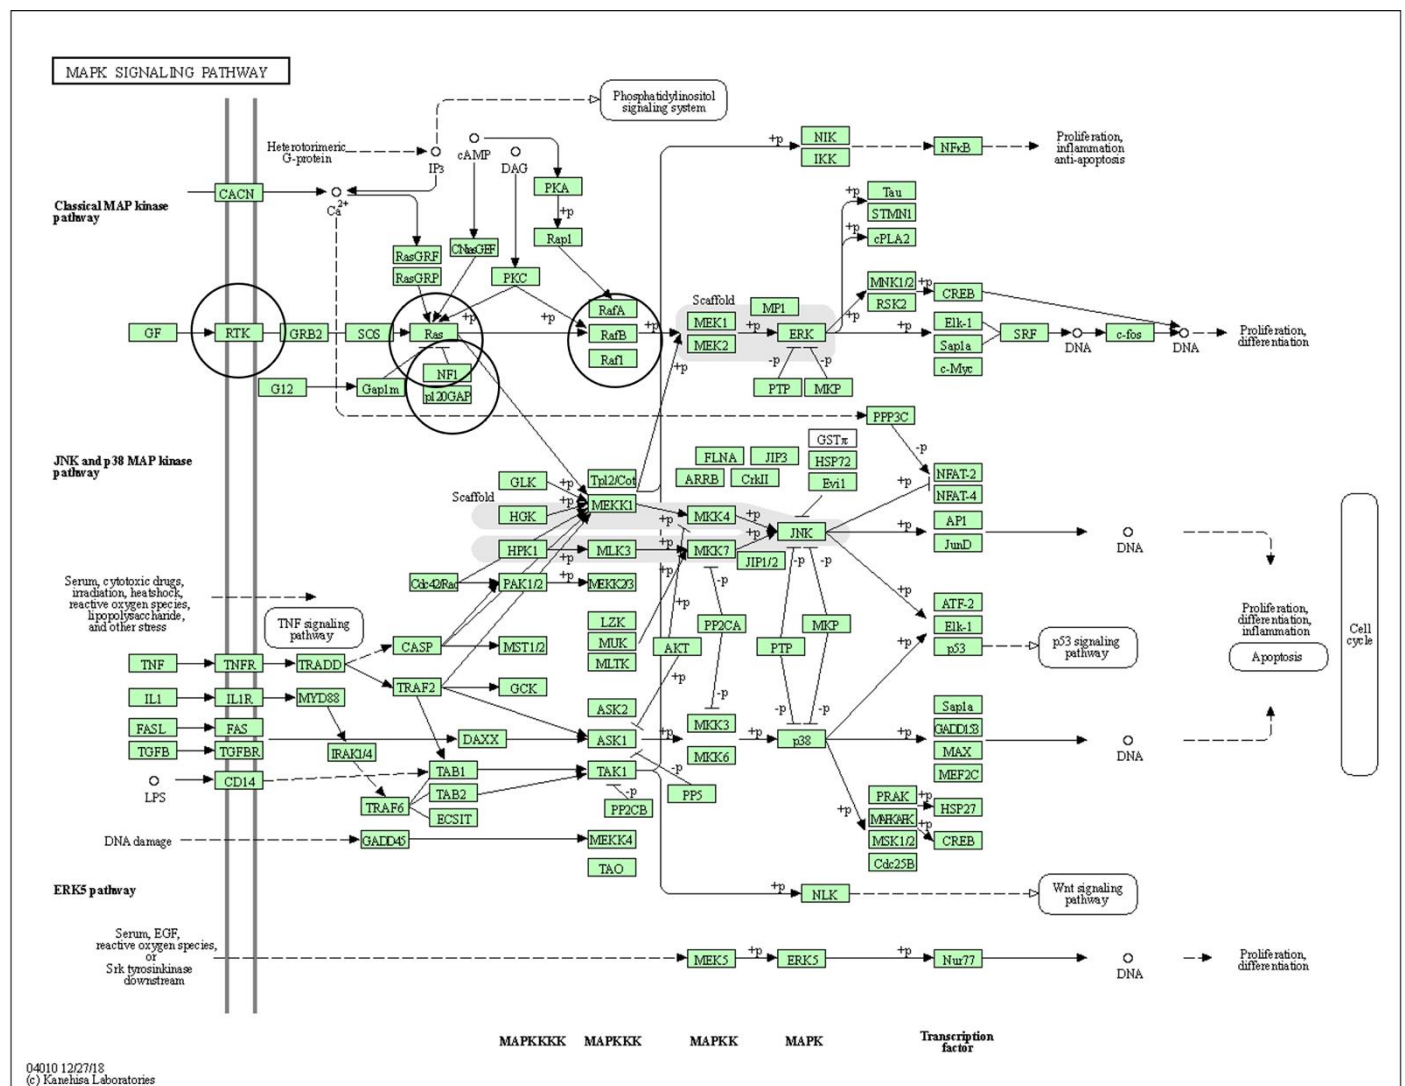 MAPK SIGNALING PATHWAY
Phosphatidylinositol
signaling system
Heterotorimeric
G-protein
IP3
cAMP
DAG
+p
NIK
IKK
NFκB
Proliferation,
inflammation
anti-apoptosis
Classical MAP kinase
pathway
CACN
Ca2+
PKA
+p
Rap1
RasGRF
RasGRP
CNrasGEF
PKC
+p
Tau
STMN1
+p
cPLA2
GF
RTK
GRB2
SOS
+p
Ras
+p
RafA
RafB
Raf1
+p
Scaffold
MEK1
MEK2
MP1
+p
ERK
+p
MNK1/2
RSK2
+p
CREB
+p
Elk-1
Sap1a
c-Myc
SRF
DNA
c-fos
DNA
Proliferation,
differentiation
G12
Gap1m
NF1
p120GAP
+p
-p
-p
PTP
MKP
PPP3C
-p
JNK and p38 MAP kinase
pathway
Scaffold
GLK
+p
HGK
+p
HPK1
Tpl2/Cot
MEKK1
MLK3
+p
FLNA
JIP3
ARRB
CrkII
GSTπ
HSP72
Evi1
NFAT-2
NFAT-4
+p
+p
MKK4
+p
+p
MKK7
+p
JNK
JIP1/2
+p
AP1
JunD
DNA
Cdc42/Rac
+p
PAK1/2
+p
MEKK2/3
+p
-p
-p
-p
+p
Serum, cytotoxic drugs,
irradiation, heatshock,
reactive oxygen species,
lipopolysaccharide,
and other stress
TNF signaling
pathway
LZK
MUK
MLTK
+p
AKT
+p
PP2CA
-p
PTP
MKP
-p
-p
ATF-2
Elk-1
p53
+p
p53 signaling
pathway
Proliferation,
differentiation,
inflammation
Apoptosis
Cell
cycle
TNF
TNFR
TRADD
CASP
MST1/2
TRAF2
GCK
IL1
IL1R
MYD88
FASL
FAS
TGFB
TGFBR
IRAK1/4
DAXX
ASK2
ASK1
+p
MKK3
MKK6
+p
p38
+p
Sap1a
GADD153
MAX
MEF2C
DNA
LPS
CD14
TAB1
TAB2
ECSIT
TRAF6
TAK1
-p
-p
PP2CB
PP5
+p
PRAK
MAPKAPK
MSK1/2
Cdc25B
+p
+p
HSP27
CREB
DNA damage
GADD45
MEKK4
TAO
ERK5 pathway
+p
NLK
Wnt signaling
pathway
Serum, EGF,
reactive oxygen species,
or
Srk tyrosinkinase
downstream
MEK5
+p
ERK5
+p
Nur77
DNA
Proliferation,
differentiation
MAPKKKK
MAPKKK
MAPKK
MAPK
Transcription
factor
04010 12/27/18
(c) Kanehisa Laboratories